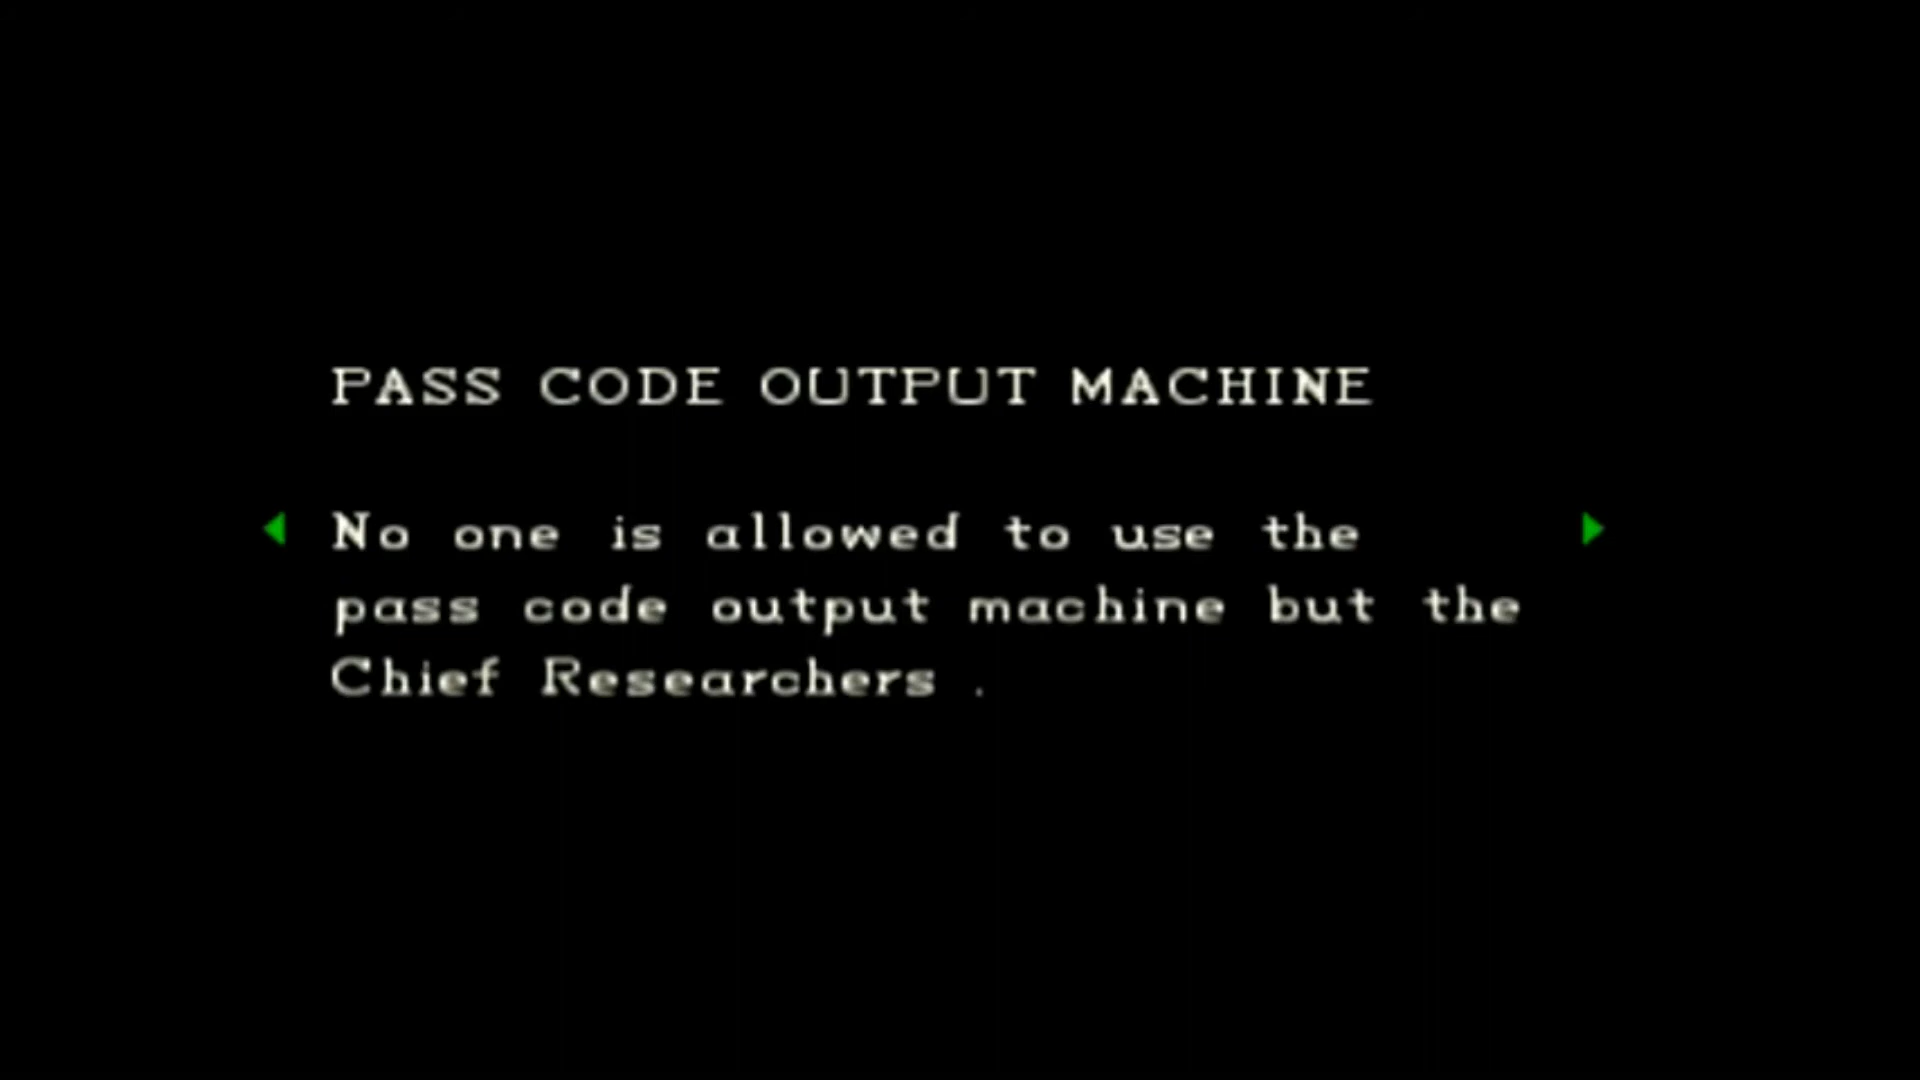 PASS CODE OUTPUT MACHINE
No one is allowed to use the
pass code output machine but the
Chief Researchers .